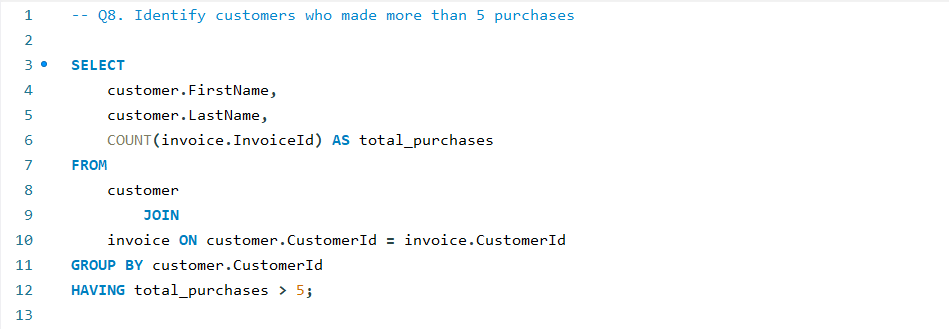 1 -- Q8. Identify customers who made more than 5 purchases
2
3 SELECT
4 customer.FirstName,
5 customer.LastName,
6 COUNT(invoice.InvoiceId) AS total_purchases
7 FROM
8 customer
9 JOIN
10 invoice ON customer.CustomerId = invoice.CustomerId
11 GROUP BY customer.CustomerId
12 HAVING total_purchases > 5;
13